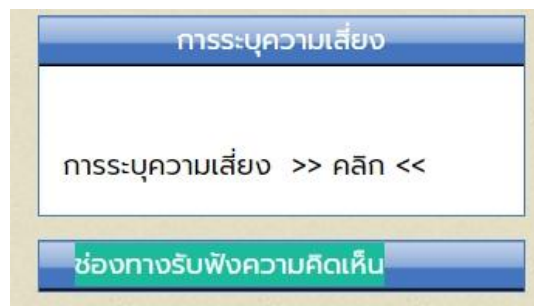 การระบุความเสี่ยง
การระบุความเสี่ยง >> คลิก <<
ช่องทางรับฟังความคิดเห็น